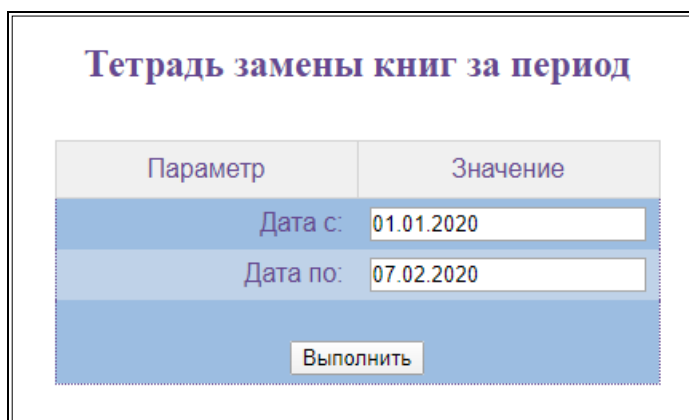 Тетрадь замены книг за период
Параметр Значение
Дата с: 01.01.2020
Дата по: 07.02.2020
Выполнить